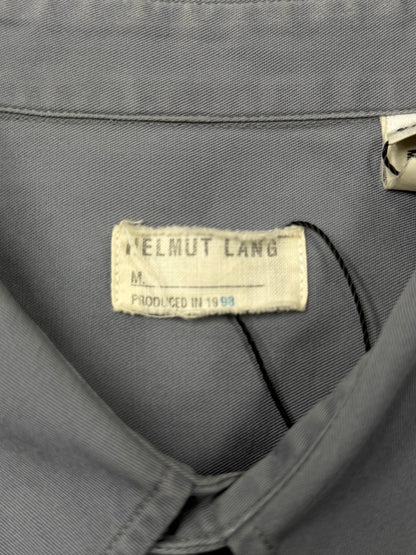 HELMUT LANG
M.
PRODUCED IN 1998